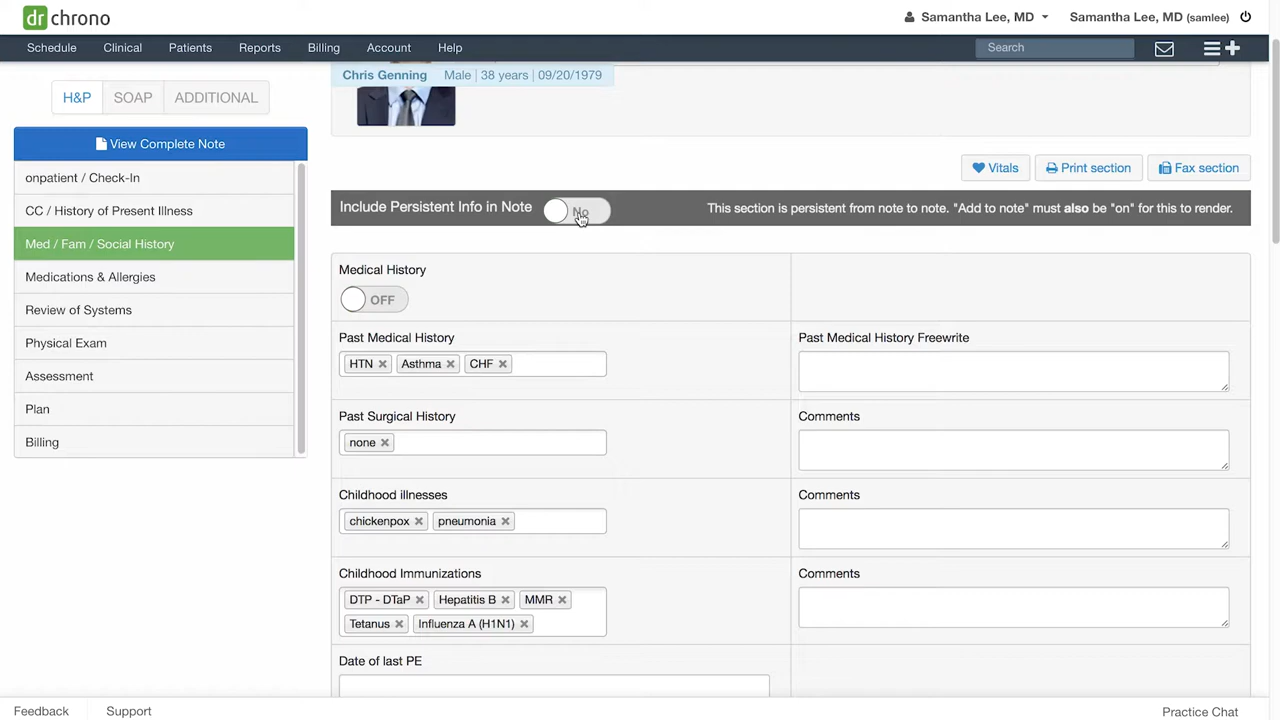 dr chrono
Samantha Lee, MD
Samantha Lee, MD (samlee)
Schedule Clinical Patients Reports Billing Account Help
Search
Chris Genning Male | 38 years | 09/20/1979
H&P SOAP ADDITIONAL
View Complete Note
onpatient / Check-In
CC / History of Present Illness
Med / Fam / Social History
Medications & Allergies
Review of Systems
Physical Exam
Assessment
Plan
Billing
Vitals Print section Fax section
Include Persistent Info in Note No This section is persistent from note to note. "Add to note" must also be "on" for this to render.
Medical History
OFF
Past Medical History
HTN × Asthma × CHF ×
Past Medical History Freewrite
Past Surgical History
none ×
Comments
Childhood illnesses
chickenpox × pneumonia ×
Comments
Childhood Immunizations
DTP - DTaP × Hepatitis B × MMR ×
Tetanus × Influenza A (H1N1) ×
Comments
Date of last PE
Feedback Support
Practice Chat